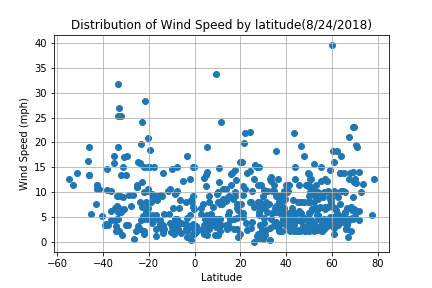 Distribution of Wind Speed by latitude(8/24/2018)
40
35
30
25
20
15
10
5
0
Wind Speed (mph)
−60 −40 −20 0 20 40 60 80
Latitude